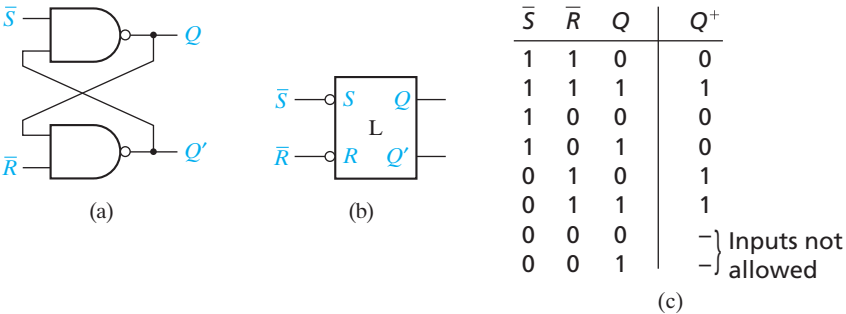 S̅
Q
R̅
Q′
(a)
S̅ S Q
L
R̅ R Q′
(b)
S̅ R̅ Q Q⁺
1 1 0 0
1 1 1 1
1 0 0 0
1 0 1 0
0 1 0 1
0 1 1 1
0 0 0 –
0 0 1 –
Inputs not
allowed
(c)